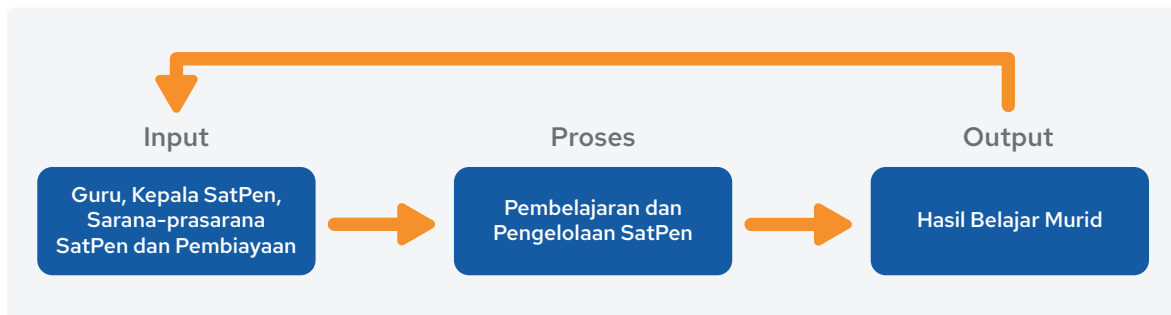 Input
Proses
Output
Guru, Kepala SatPen,
Sarana-prasarana
SatPen dan Pembiayaan
Pembelajaran dan
Pengelolaan SatPen
Hasil Belajar Murid